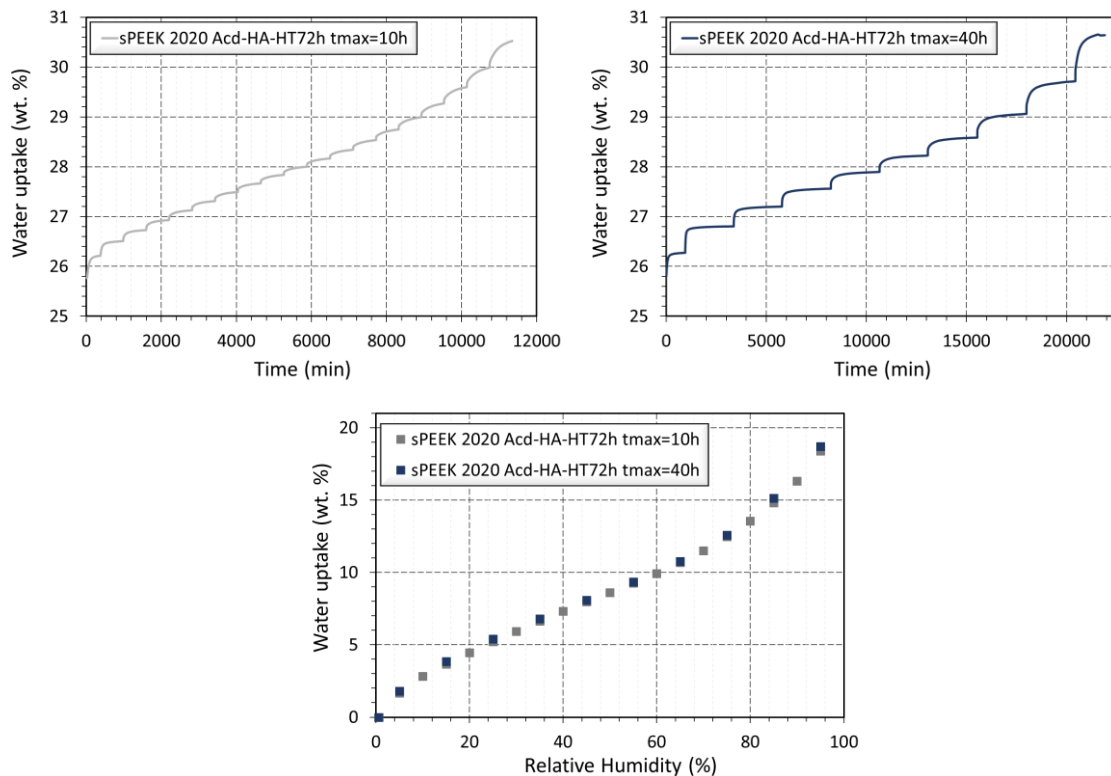 sPEEK 2020 Acd-HA-HT72h tmax=10h
Water uptake (wt. %)
31
30
29
28
27
26
25
0 2000 4000 6000 8000 10000 12000
Time (min)
sPEEK 2020 Acd-HA-HT72h tmax=40h
Water uptake (wt. %)
31
30
29
28
27
26
25
0 5000 10000 15000 20000
Time (min)
sPEEK 2020 Acd-HA-HT72h tmax=10h
sPEEK 2020 Acd-HA-HT72h tmax=40h
Water uptake (wt. %)
20
15
10
5
0
0 20 40 60 80 100
Relative Humidity (%)